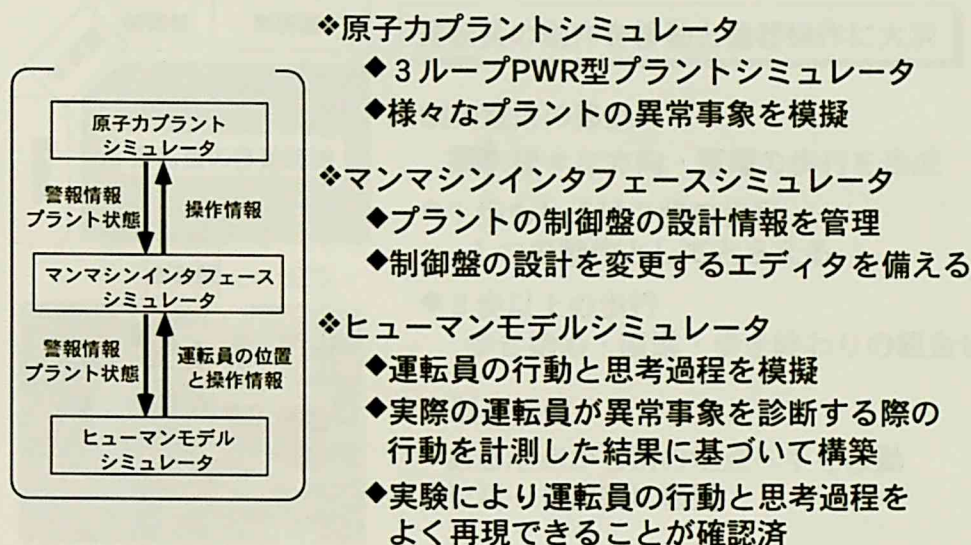 ❖原子力プラントシミュレータ
◆３ループPWR型プラントシミュレータ
◆様々なプラントの異常事象を模擬
❖マンマシンインタフェースシミュレータ
◆プラントの制御盤の設計情報を管理
◆制御盤の設計を変更するエディタを備える
❖ヒューマンモデルシミュレータ
◆運転員の行動と思考過程を模擬
◆実際の運転員が異常事象を診断する際の
行動を計測した結果に基づいて構築
◆実験により運転員の行動と思考過程を
よく再現できることが確認済
原子力プラント
シミュレータ
警報情報
プラント状態
操作情報
マンマシンインタフェース
シミュレータ
警報情報
プラント状態
運転員の位置
と操作情報
ヒューマンモデル
シミュレータ